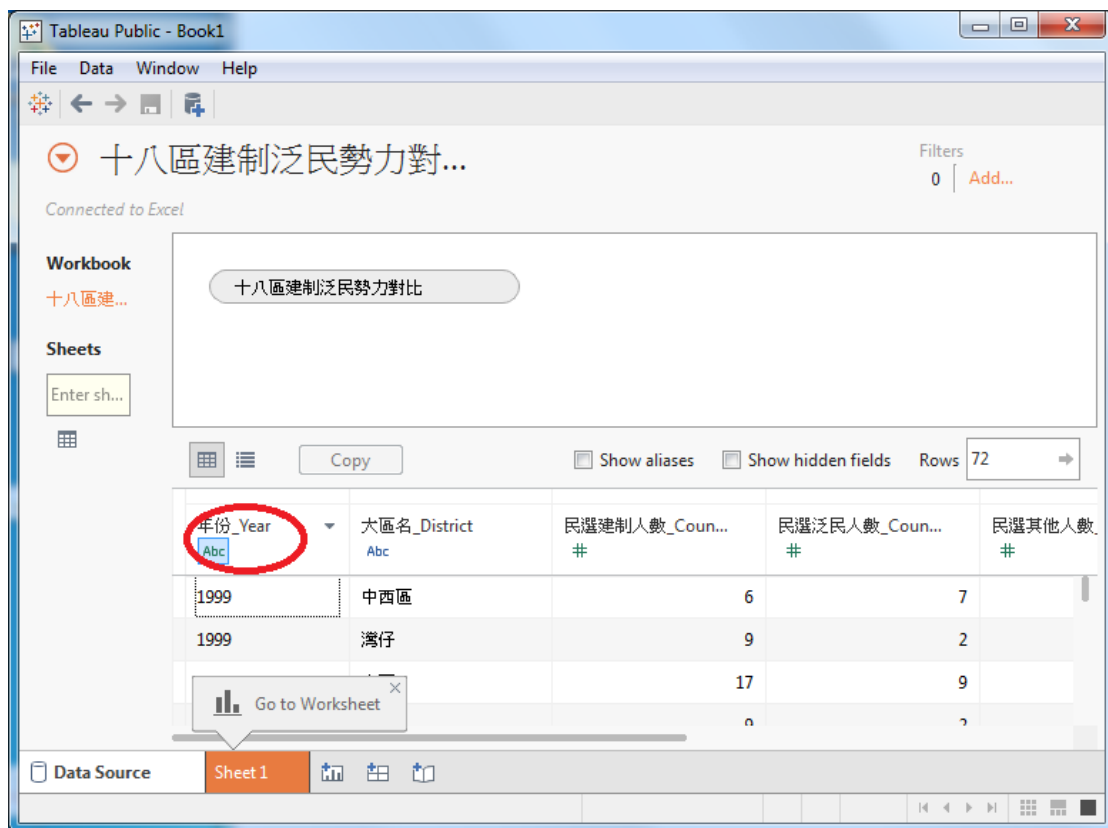 Tableau Public - Book1
File Data Window Help
十八區建制泛民勢力對...
Filters
0 Add...
Connected to Excel
Workbook
十八區建...
十八區建制泛民勢力對比
Sheets
Enter sh...
Copy
Show aliases
Show hidden fields
Rows 72
年份_Year 大區名_District 民選建制人數_Coun... 民選泛民人數_Coun... 民選其他人數_
Abc Abc # # #
1999 中西區 6 7
1999 灣仔 9 2
17 9
9 2
Go to Worksheet
Data Source Sheet 1